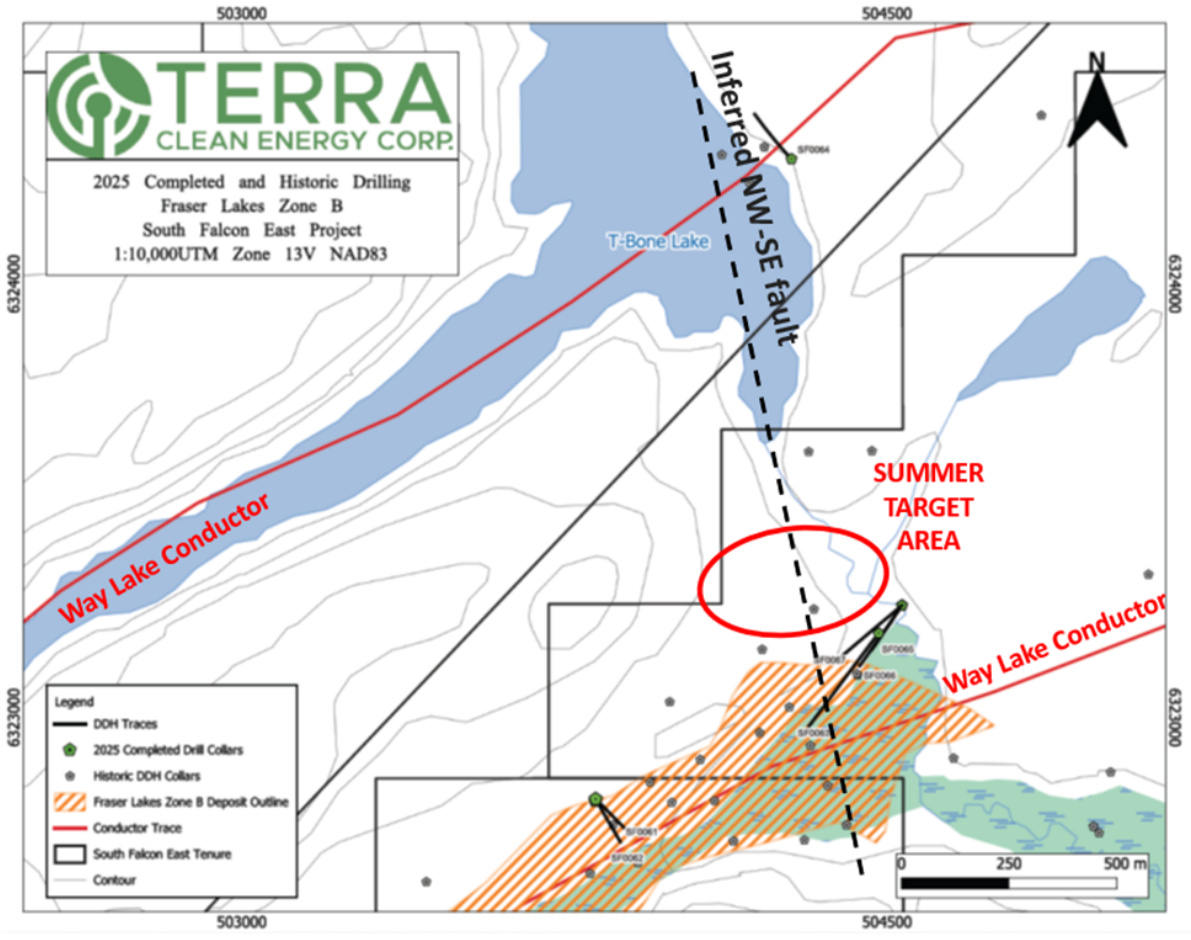 503000
504500
TERRA
CLEAN ENERGY CORP.
2025 Completed and Historic Drilling
Fraser Lakes Zone B
South Falcon East Project
1:10,000UTM Zone 13V NAD83
Inferred NW-SE fault
N
SF0064
T-Bone Lake
6324000
6324000
SUMMER
TARGET
AREA
Way Lake Conductor
Way Lake Conductor
SF0065
SF0067
SF0066
SF0063
6323000
6323000
SF0061
SF0062
Legend
DDH Traces
2025 Completed Drill Collars
Historic DDH Collars
Fraser Lakes Zone B Deposit Outline
Conductor Trace
South Falcon East Tenure
Contour
0 250 500 m
503000
504500